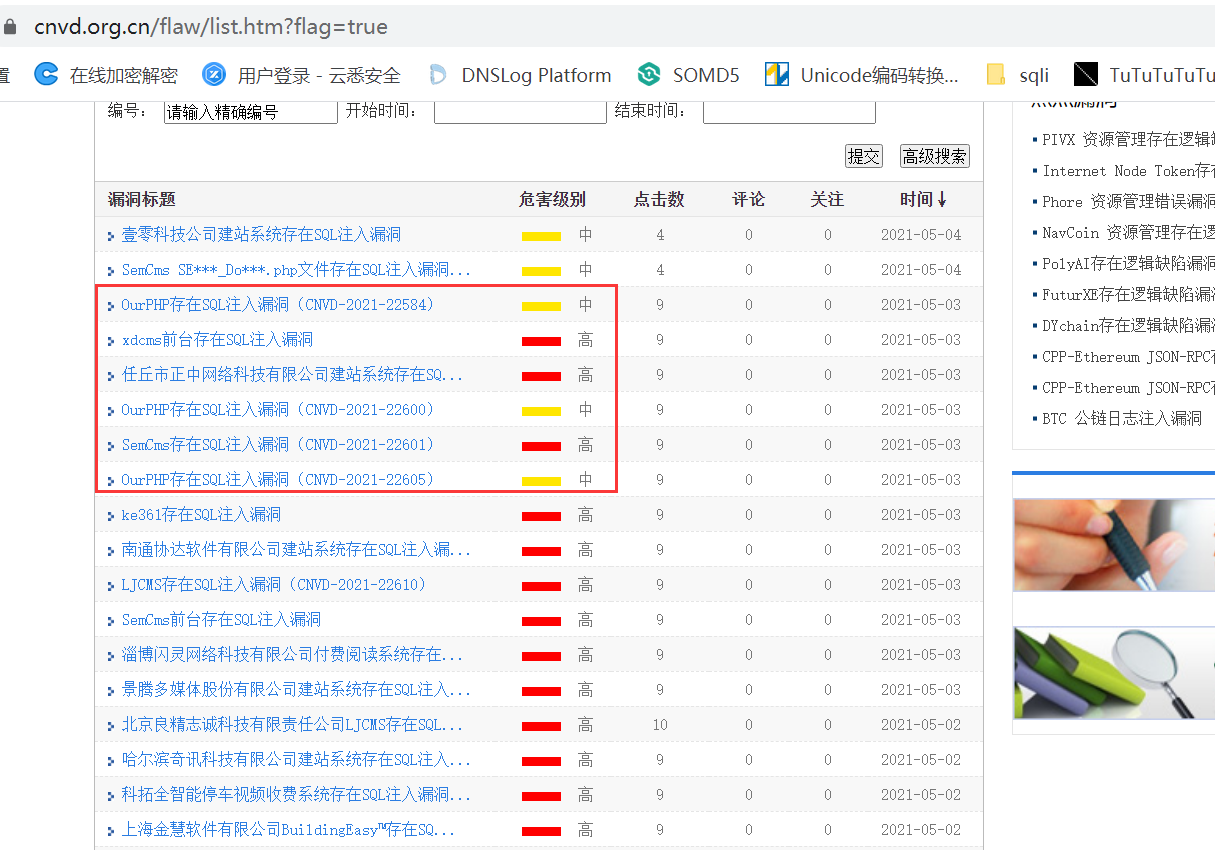 cnvd.org.cn/flaw/list.htm?flag=true
置 在线加密解密 用户登录 - 云悉安全 DNSLog Platform SOMD5 Unicode编码转换... sqli TuTuTuTuTu
编号： 请输入精确编号 开始时间： 结束时间：
提交 高级搜索
漏洞标题 危害级别 点击数 评论 关注 时间↓
壹零科技公司建站系统存在SQL注入漏洞 中 4 0 0 2021-05-04
SemCms SE***_Do***.php文件存在SQL注入漏洞... 中 4 0 0 2021-05-04
OurPHP存在SQL注入漏洞（CNVD-2021-22584） 中 9 0 0 2021-05-03
xdcms前台存在SQL注入漏洞 高 9 0 0 2021-05-03
任丘市正中网络科技有限公司建站系统存在SQ... 高 9 0 0 2021-05-03
OurPHP存在SQL注入漏洞（CNVD-2021-22600） 中 9 0 0 2021-05-03
SemCms存在SQL注入漏洞（CNVD-2021-22601） 高 9 0 0 2021-05-03
OurPHP存在SQL注入漏洞（CNVD-2021-22605） 中 9 0 0 2021-05-03
ke361存在SQL注入漏洞 高 9 0 0 2021-05-03
南通协达软件有限公司建站系统存在SQL注入漏... 高 9 0 0 2021-05-03
LJCMS存在SQL注入漏洞（CNVD-2021-22610） 高 9 0 0 2021-05-03
SemCms前台存在SQL注入漏洞 高 9 0 0 2021-05-03
淄博闪灵网络科技有限公司付费阅读系统存在... 高 9 0 0 2021-05-03
景腾多媒体股份有限公司建站系统存在SQL注入... 高 9 0 0 2021-05-03
北京良精志诚科技有限责任公司LJCMS存在SQL... 高 10 0 0 2021-05-02
哈尔滨奇讯科技有限公司建站系统存在SQL注入... 高 9 0 0 2021-05-02
科拓全智能停车视频收费系统存在SQL注入漏洞... 高 9 0 0 2021-05-02
上海金慧软件有限公司BuildingEasy™存在SQ... 高 9 0 0 2021-05-02
PIVX 资源管理存在逻辑缺
Internet Node Token存在
Phore 资源管理错误漏洞
NavCoin 资源管理存在逻
PolyAI存在逻辑缺陷漏洞
FuturXE存在逻辑缺陷漏洞
DYchain存在逻辑缺陷漏洞
CPP-Ethereum JSON-RPC存
CPP-Ethereum JSON-RPC存
BTC 公链日志注入漏洞